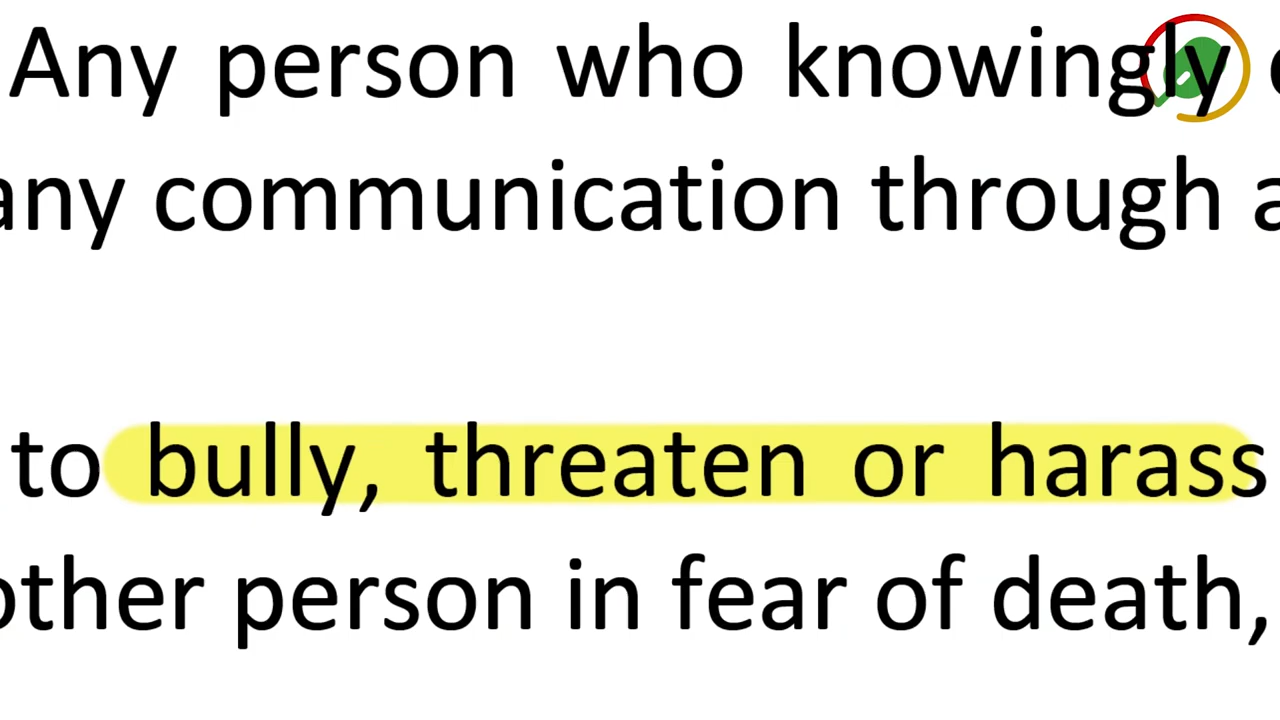 Any person who knowingly
any communication through
to bully, threaten or harass
other person in fear of death,